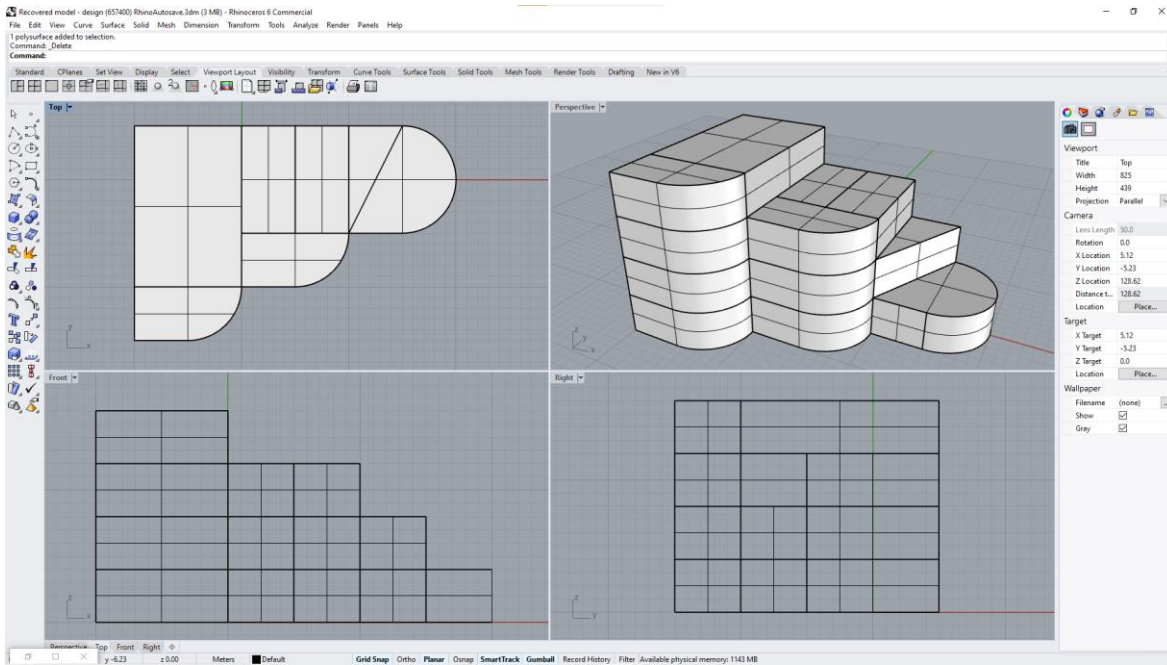 Recovered model - design (657400) RhinoAutosave.3dm (3 MB) - Rhinoceros 6 Commercial
File Edit View Curve Surface Solid Mesh Dimension Transform Tools Analyze Render Panels Help
1 polysurface added to selection.
Command: _Delete
Command:
Standard CPlanes Set View Display Select Viewport Layout Visibility Transform Curve Tools Surface Tools Solid Tools Mesh Tools Render Tools Drafting New in V6
Top
Perspective
Viewport
Title Top
Width 825
Height 439
Projection Parallel
Camera
Lens Length 50.0
Rotation 0.0
X Location 5.12
Y Location -5.23
Z Location 128.62
Distance t... 128.62
Location Place...
Target
X Target 5.12
Y Target -5.23
Z Target 0.0
Location Place...
Wallpaper
Filename (none)
Show
Gray
y
x
z
y
x
Front
Right
z
x
z
y
Perspective Top Front Right
y -6.23 z 0.00 Meters Default Grid Snap Ortho Planar Osnap SmartTrack Gumball Record History Filter Available physical memory: 1143 MB